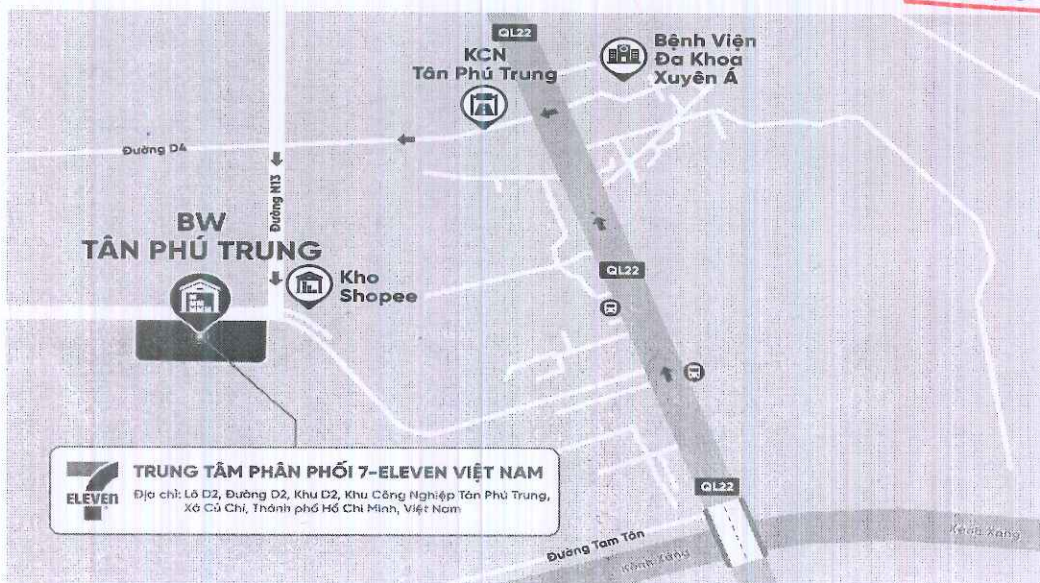 QL22
KCN
Tân Phú Trung
Bệnh Viện
Đa Khoa
Xuyên Á
Đường D4
Đường N13
BW
TÂN PHÚ TRUNG
Kho
Shopee
QL22
7
ELEVEN
TRUNG TÂM PHÂN PHỐI 7-ELEVEN VIỆT NAM
Địa chỉ: Lô D2, Đường D2, Khu D2, Khu Công Nghiệp Tân Phú Trung,
Xã Củ Chi, Thành phố Hồ Chí Minh, Việt Nam
QL22
Đường Tam Tân
Kênh Xáng
Kênh Xáng